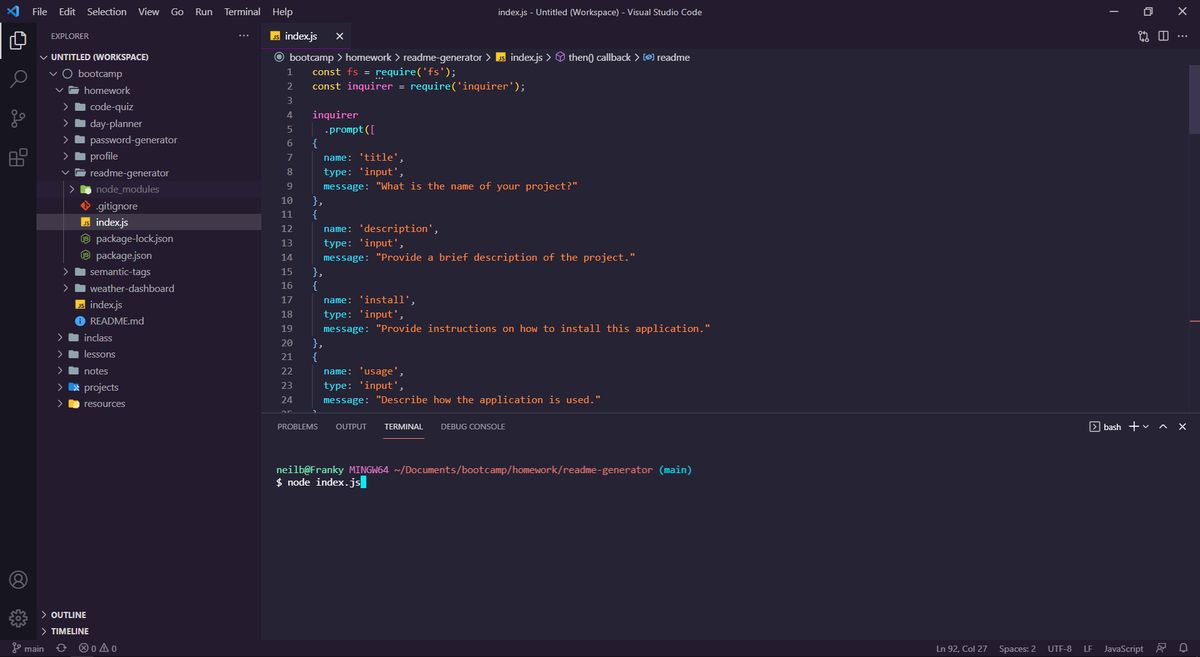 File Edit Selection View Go Run Terminal Help
index.js - Untitled (Workspace) - Visual Studio Code
EXPLORER
UNTITLED (WORKSPACE)
bootcamp
homework
code-quiz
day-planner
password-generator
profile
readme-generator
node_modules
.gitignore
index.js
package-lock.json
package.json
semantic-tags
weather-dashboard
index.js
README.md
inclass
lessons
notes
projects
resources
OUTLINE
TIMELINE
JS index.js
bootcamp > homework > readme-generator > JS index.js > then() callback > readme
1 const fs = require('fs');
2 const inquirer = require('inquirer');
3
4 inquirer
5 .prompt([
6 {
7 name: 'title',
8 type: 'input',
9 message: "What is the name of your project?"
10 },
11 {
12 name: 'description',
13 type: 'input',
14 message: "Provide a brief description of the project."
15 },
16 {
17 name: 'install',
18 type: 'input',
19 message: "Provide instructions on how to install this application."
20 },
21 {
22 name: 'usage',
23 type: 'input',
24 message: "Describe how the application is used."
PROBLEMS OUTPUT TERMINAL DEBUG CONSOLE
bash
neilb@Franky MINGW64 ~/Documents/bootcamp/homework/readme-generator (main)
$ node index.js
main 0 0
Ln 92, Col 27 Spaces: 2 UTF-8 LF JavaScript